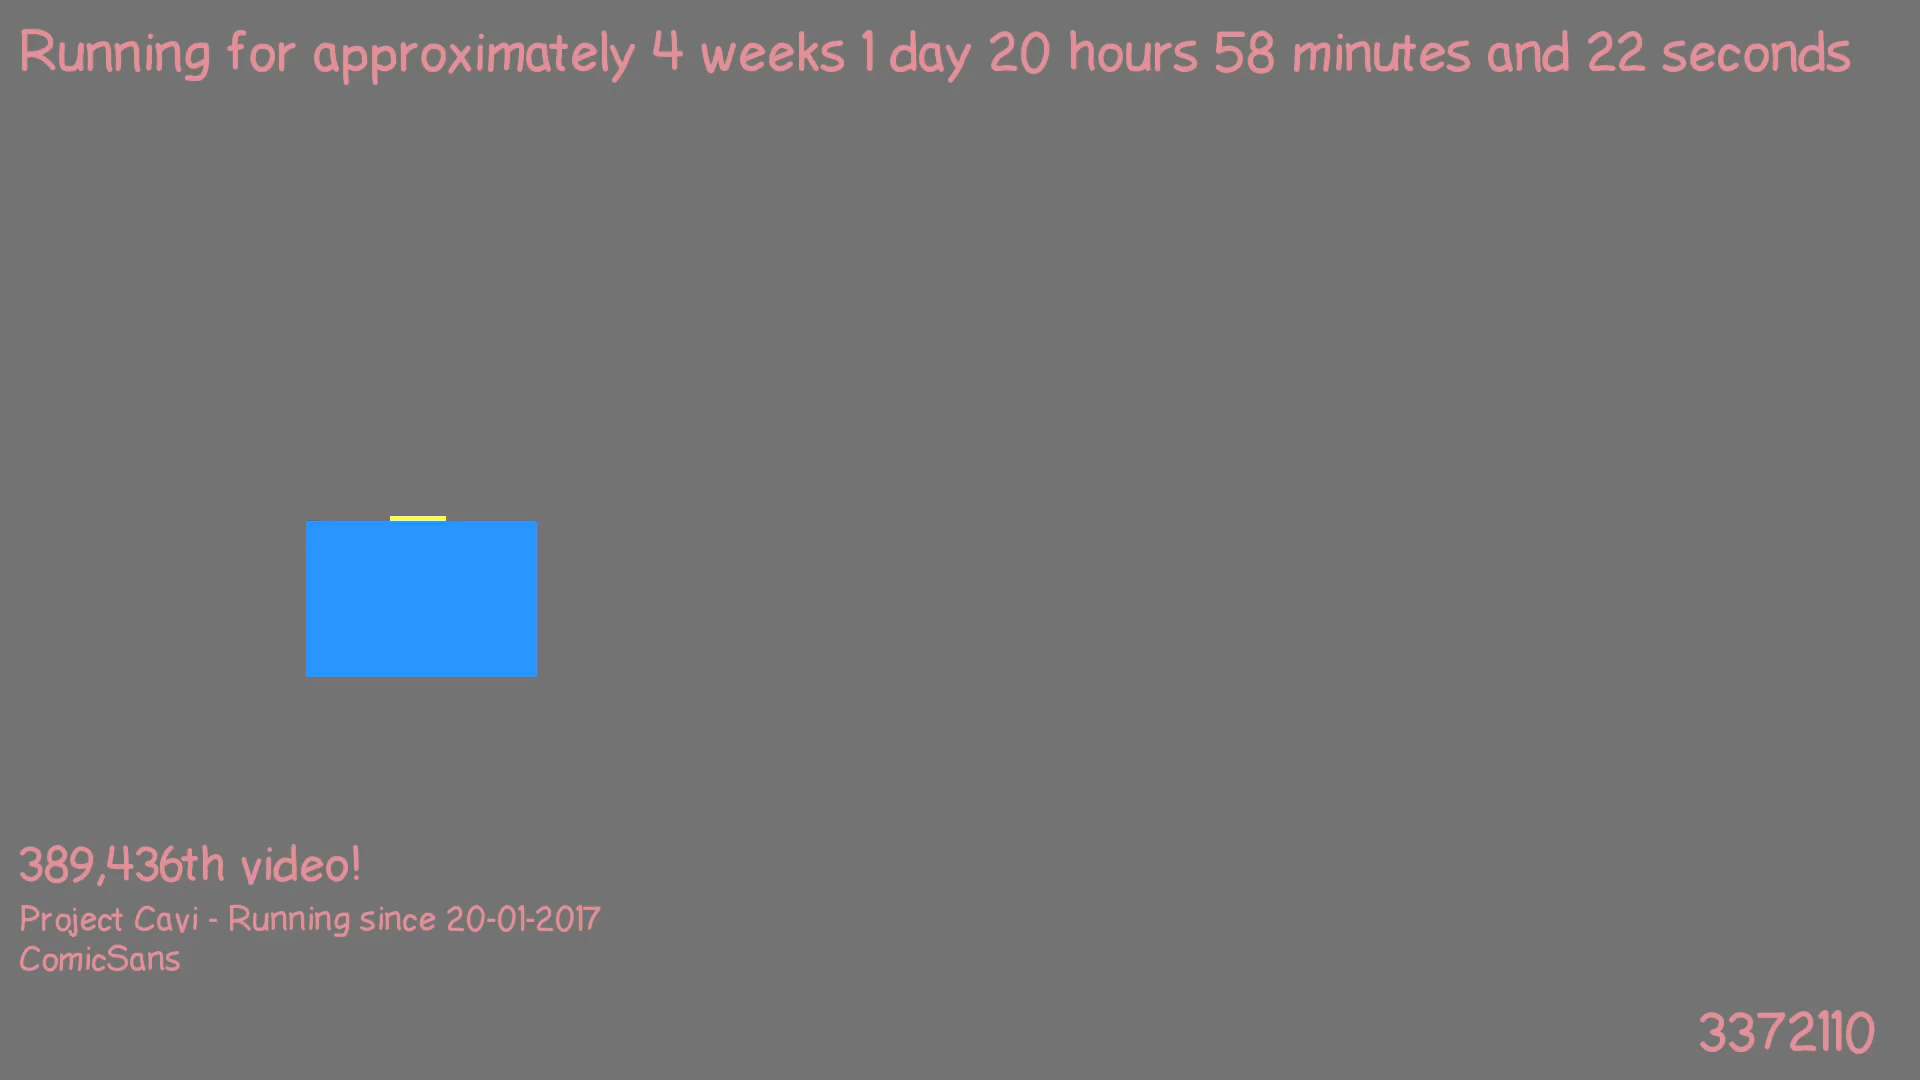 Running for approximately 4 weeks 1 day 20 hours 58 minutes and 22 seconds
389,436th video!
Project Cavi - Running since 20-01-2017
ComicSans
3372110